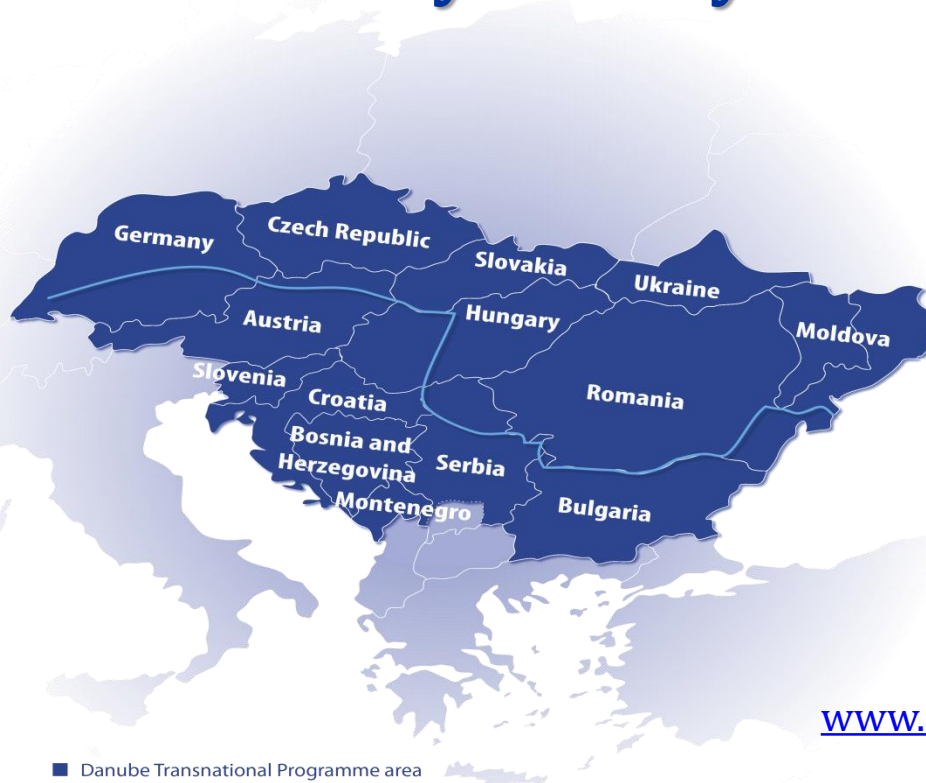 Germany
Czech Republic
Slovakia
Ukraine
Austria
Hungary
Moldova
Slovenia
Croatia
Romania
Bosnia and
Herzegovina
Serbia
Montenegro
Bulgaria
www.
Danube Transnational Programme area